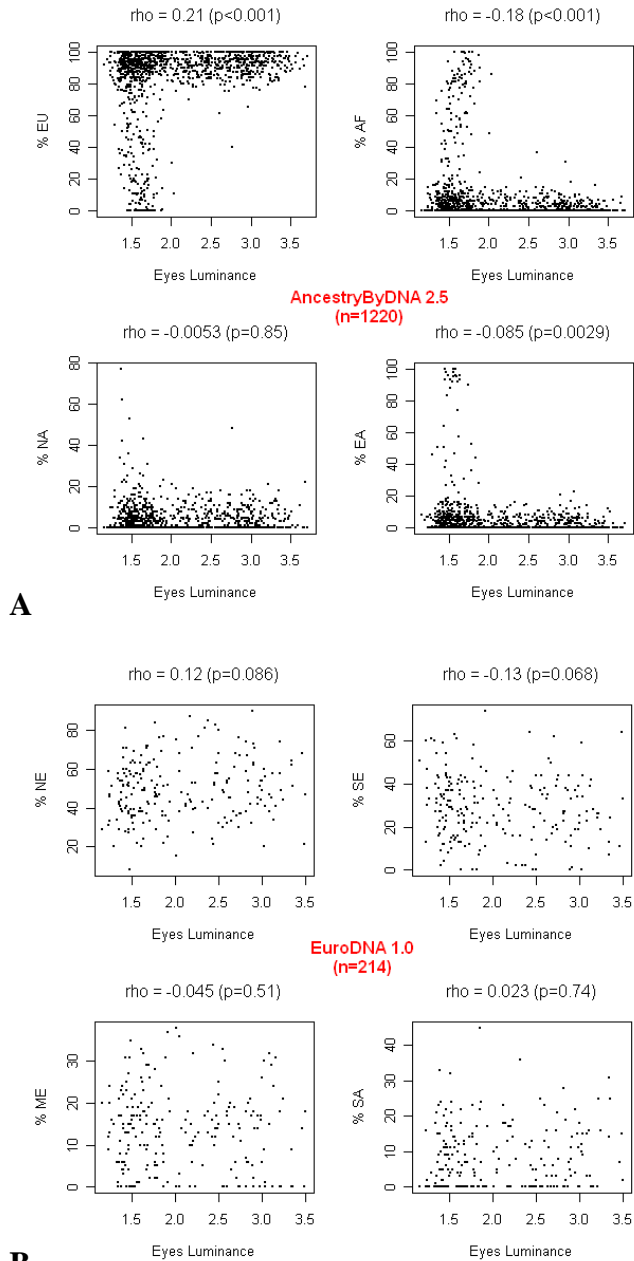 rho = 0.21 (p<0.001)
% EU
0 20 40 60 80 100
1.5 2.0 2.5 3.0 3.5
Eyes Luminance
rho = -0.18 (p<0.001)
% AF
0 20 40 60 80 100
1.5 2.0 2.5 3.0 3.5
Eyes Luminance
AncestryByDNA 2.5
(n=1220)
rho = -0.0053 (p=0.85)
% NA
0 20 40 60 80
1.5 2.0 2.5 3.0 3.5
Eyes Luminance
rho = -0.085 (p=0.0029)
% EA
0 20 40 60 80 100
1.5 2.0 2.5 3.0 3.5
Eyes Luminance
A
rho = 0.12 (p=0.086)
% NE
20 40 60 80
1.5 2.0 2.5 3.0 3.5
Eyes Luminance
rho = -0.13 (p=0.068)
% SE
0 20 40 60
1.5 2.0 2.5 3.0 3.5
Eyes Luminance
EuroDNA 1.0
(n=214)
rho = -0.045 (p=0.51)
% ME
0 10 20 30
1.5 2.0 2.5 3.0 3.5
Eyes Luminance
rho = 0.023 (p=0.74)
% SA
0 10 20 30 40
1.5 2.0 2.5 3.0 3.5
Eyes Luminance
B